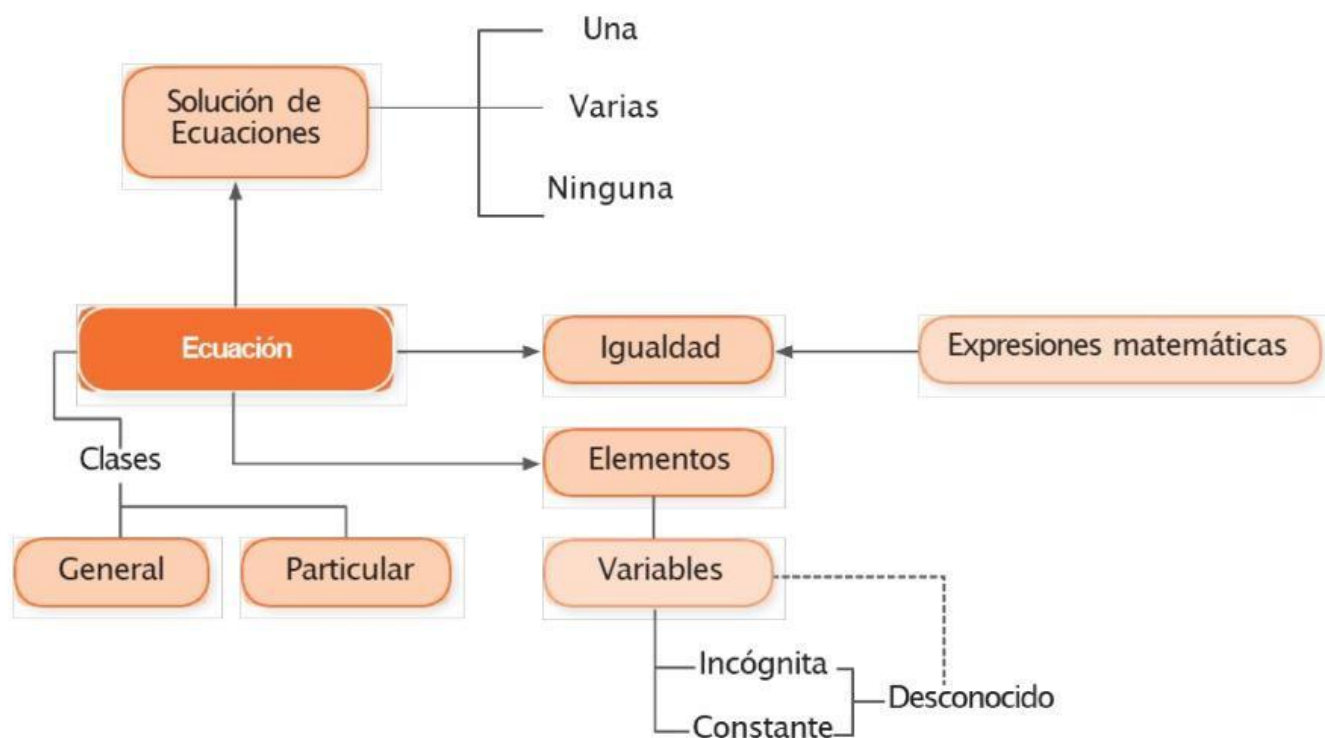 Una
Solución de
Ecuaciones
Varias
Ninguna
Ecuación
Igualdad
Expresiones matemáticas
Clases
Elementos
General
Particular
Variables
Incógnita
Desconocido
Constante